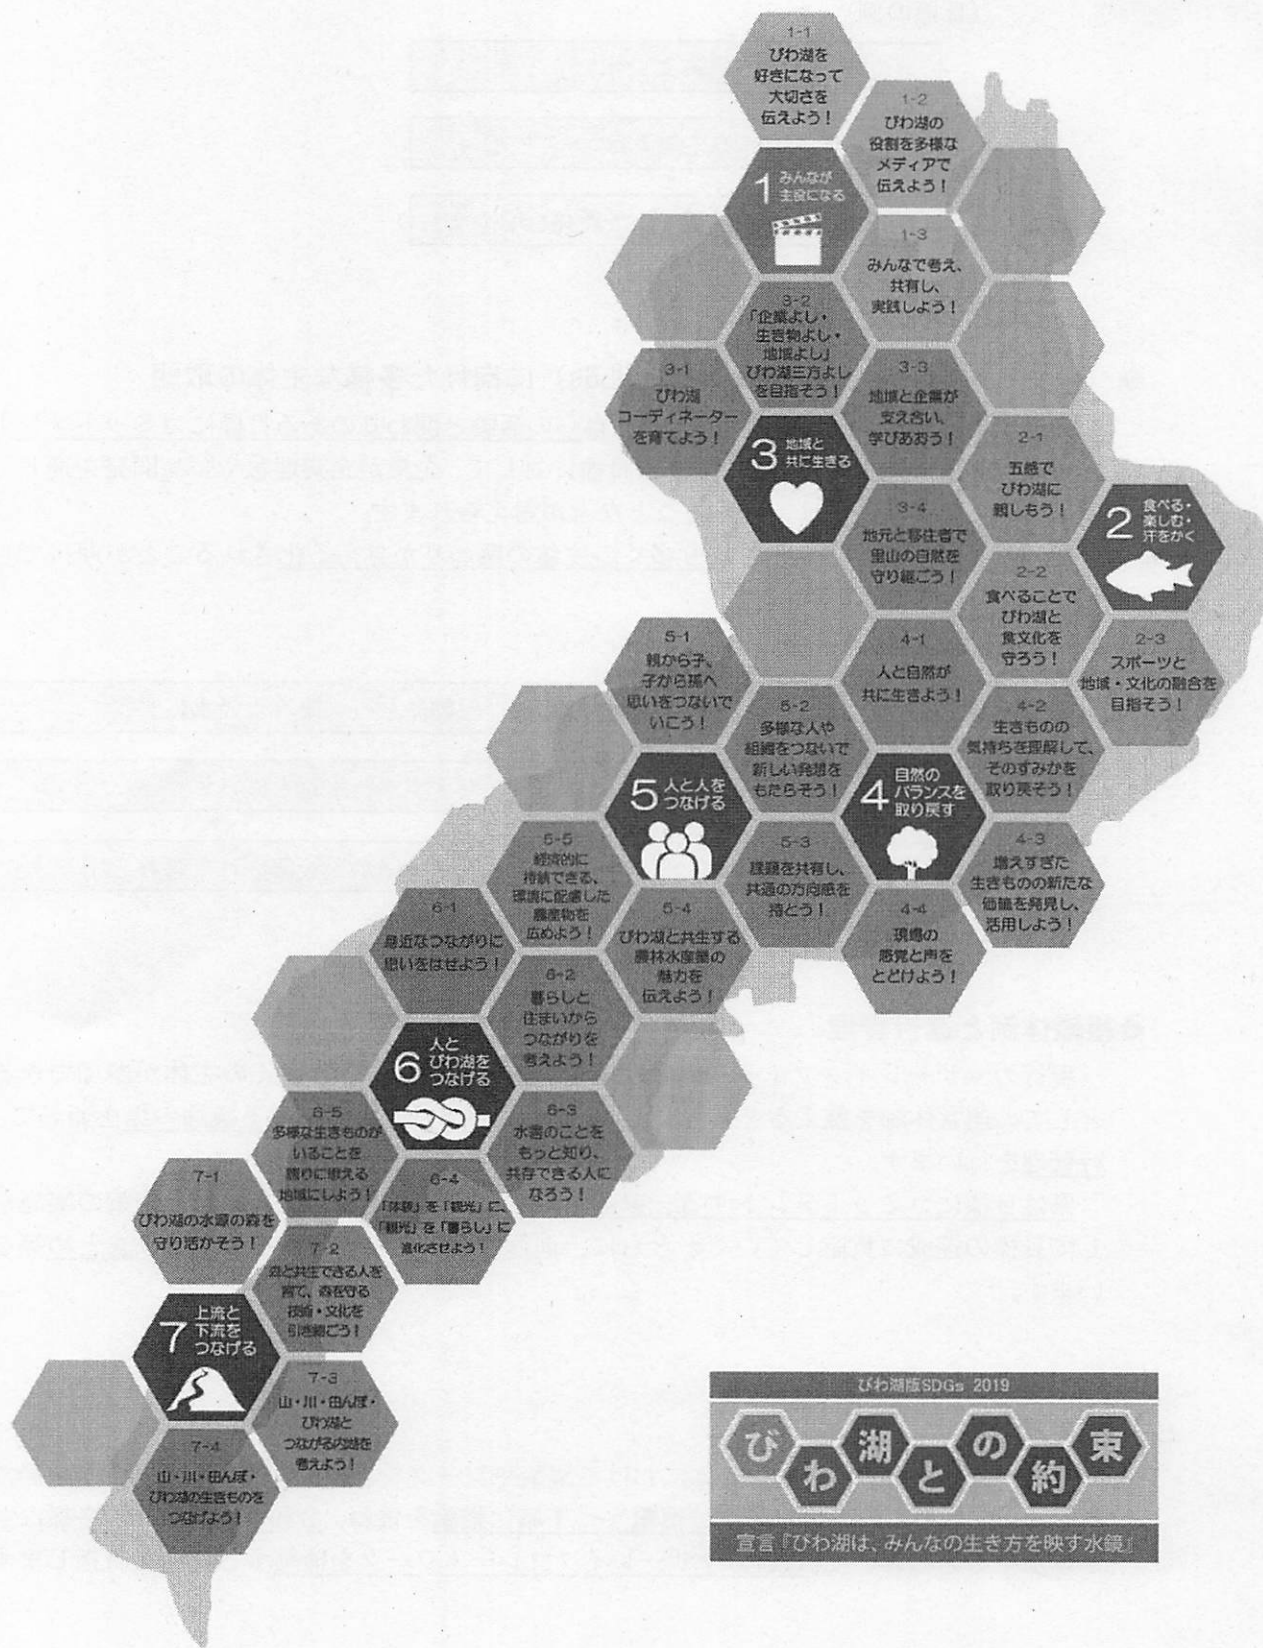 1-1
びわ湖を
好きになって
大切さを
伝えよう！
1-2
びわ湖の
役割を多様な
メディアで
伝えよう！
1 みんなが
主役になる
1-3
みんなで考え、
共有し、
実践しよう！
3-2
「企業よし・
生き物よし・
地域よし」
びわ湖三方よし
を目指そう！
3-1
びわ湖
コーディネーター
を育てよう！
3-3
地域と企業が
支え合い、
学びあおう！
3 地域と
共に生きる
2-1
五感で
びわ湖に
親しもう！
2 食べる・
楽しむ・
汗をかく
3-4
地元と移住者で
里山の自然を
守り継ごう！
2-2
食べることで
びわ湖と
食文化を
守ろう！
2-3
スポーツと
地域・文化の融合を
目指そう！
5-1
親から子、
子から孫へ
思いをつないで
いこう！
4-1
人と自然が
共に生きよう！
5-2
多様な人や
組織をつないで
新しい発想を
もたらそう！
4-2
生きものの
気持ちを理解して、
そのすみかを
取り戻そう！
5 人と人を
つなげる
4 自然の
バランスを
取り戻す
5-5
経済的に
持続できる、
環境に配慮した
農産物を
広めよう！
5-3
課題を共有し、
共通の方向感を
持とう！
4-3
増えすぎた
生きものの新たな
価値を発見し、
活用しよう！
6-1
身近なつながりに
思いをはせよう！
5-4
びわ湖と共生する
農林水産業の
魅力を
伝えよう！
4-4
現場の
感覚と声を
とどけよう！
6-2
暮らしと
住まいから
つながりを
考えよう！
6 人と
びわ湖を
つなげる
6-5
多様な生きものが
いることを
誇りに思える
地域にしよう！
6-3
水害のことを
もっと知り、
共存できる人に
なろう！
7-1
びわ湖の水源の森を
守り活かそう！
6-4
「体験」を「観光」に、
「観光」を「暮らし」に
進化させよう！
7-2
森と共生できる人を
育て、森を守る
技術・文化を
引き継ごう！
7 上流と
下流を
つなげる
7-3
山・川・田んぼ・
びわ湖と
つながる内湖を
考えよう！
7-4
山・川・田んぼ・
びわ湖の生きものを
つなげよう！
びわ湖版SDGs 2019
びわ湖との約束
宣言『びわ湖は、みんなの生き方を映す水鏡』